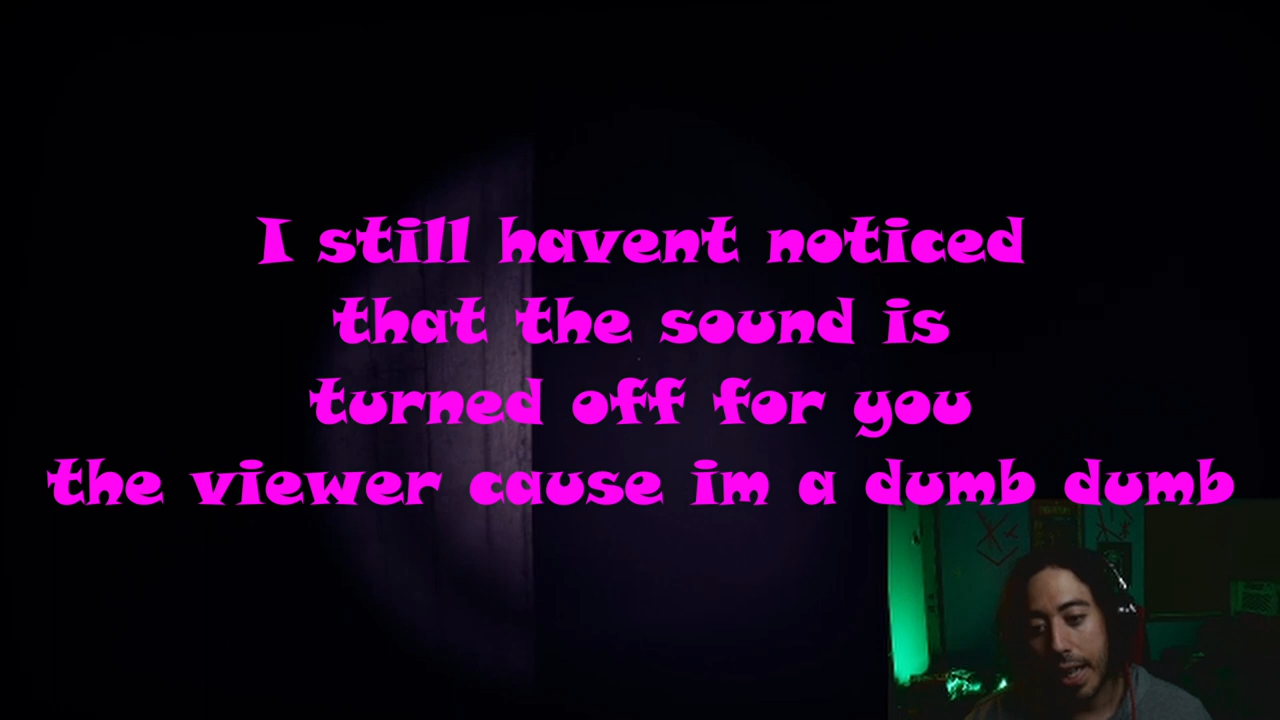 I still havent noticed
that the sound is
turned off for you
the viewer cause im a dumb dumb